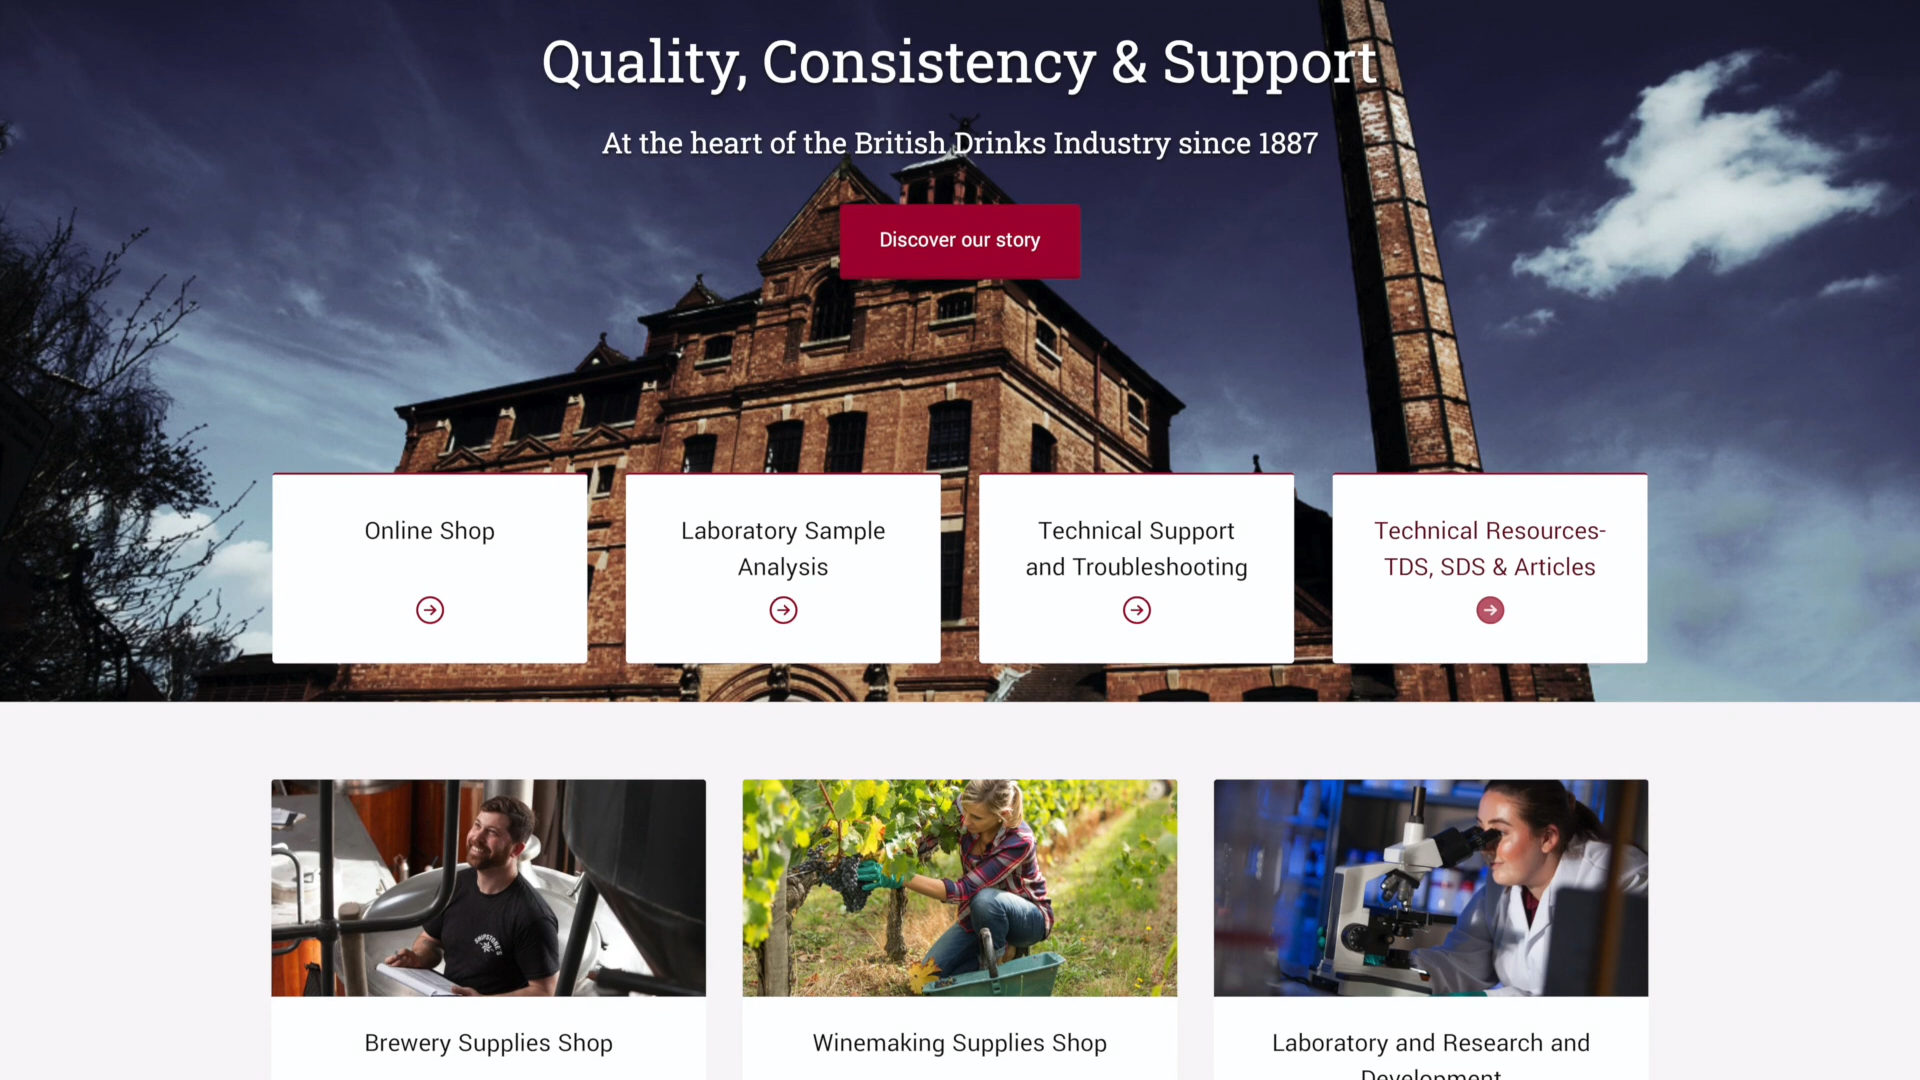 Quality, Consistency & Support
At the heart of the British Drinks Industry since 1887
Discover our story
Online Shop
Laboratory Sample
Analysis
Technical Support
and Troubleshooting
Technical Resources-
TDS, SDS & Articles
SHIPSTONE'S
Brewery Supplies Shop
Winemaking Supplies Shop
Laboratory and Research and
Development